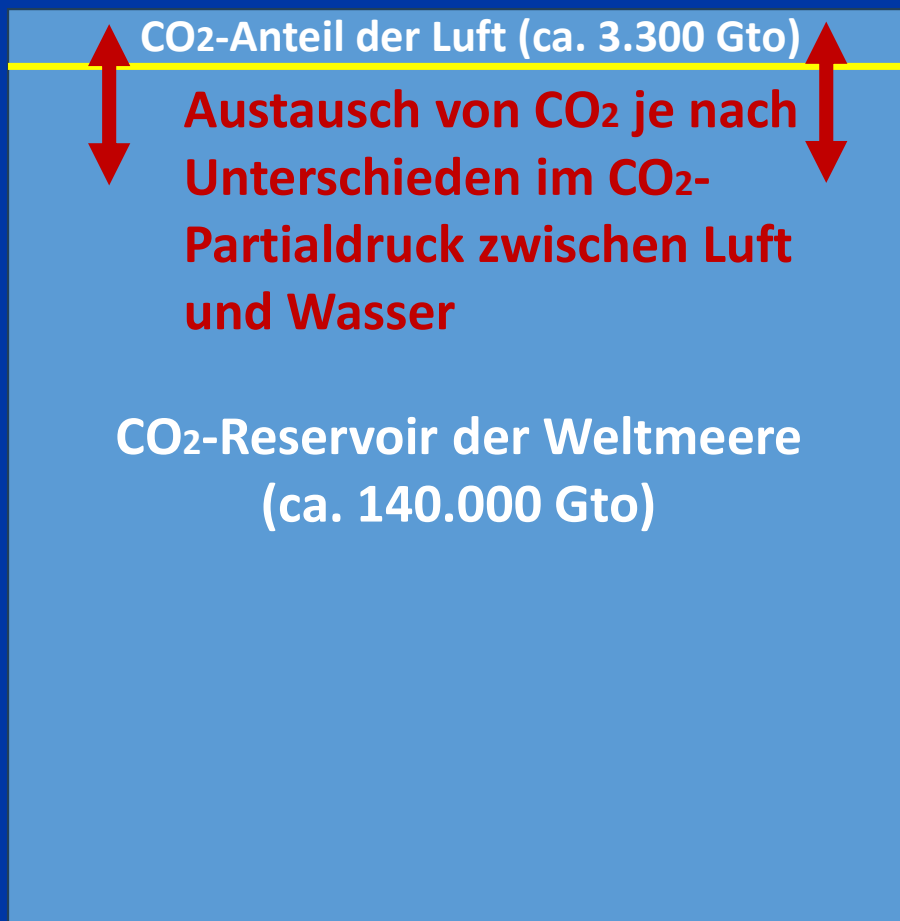 CO2-Anteil der Luft (ca. 3.300 Gto)
Austausch von CO2 je nach
Unterschieden im CO2-
Partialdruck zwischen Luft
und Wasser
CO2-Reservoir der Weltmeere
(ca. 140.000 Gto)